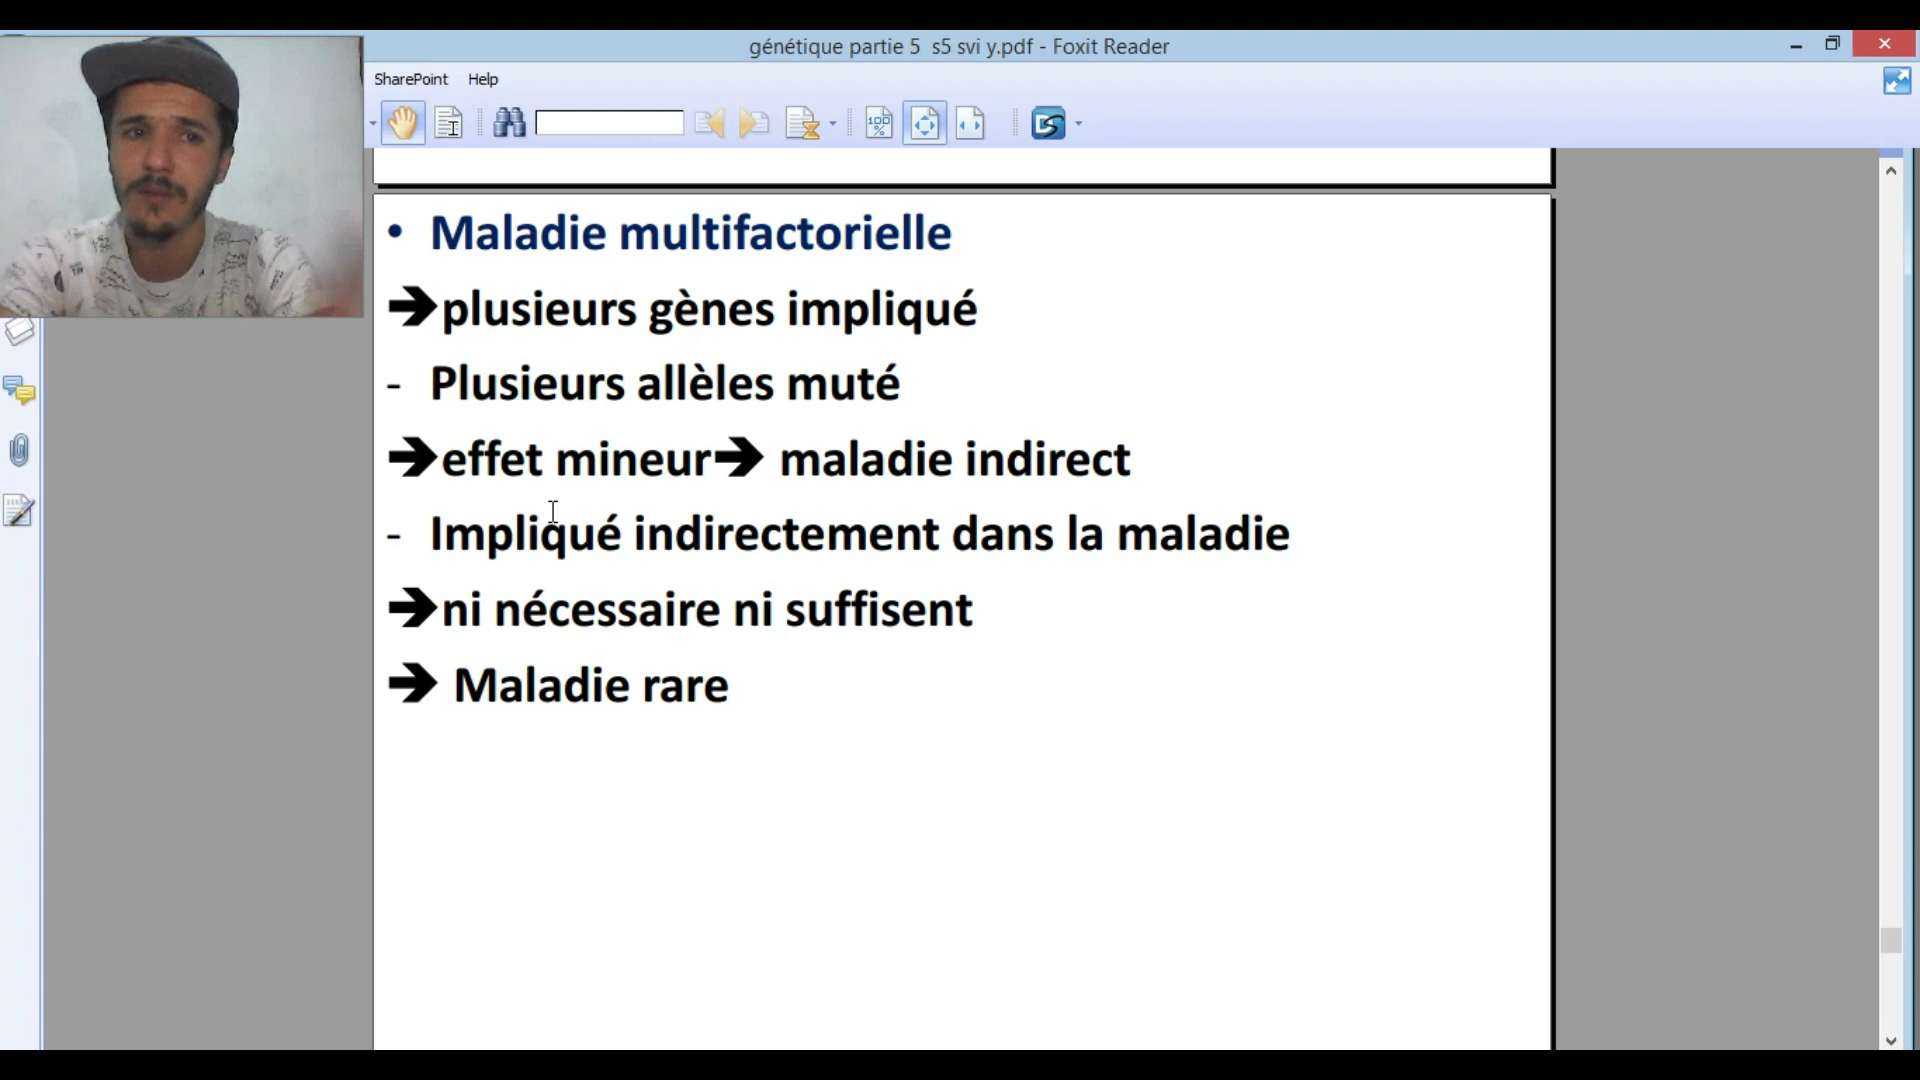 génétique partie 5 s5 svi y.pdf - Foxit Reader
SharePoint Help
100
%
• Maladie multifactorielle
➔plusieurs gènes impliqué
- Plusieurs allèles muté
➔effet mineur➔ maladie indirect
- Impliqué indirectement dans la maladie
➔ni nécessaire ni suffisent
➔ Maladie rare